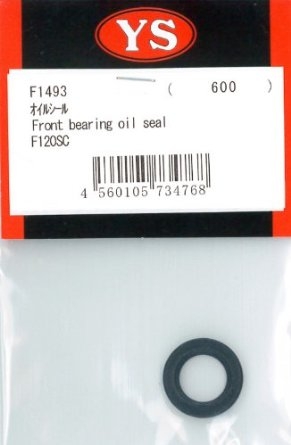 YS
F1493 ( 600 )
ｵｲﾙｼｰﾙ
Front bearing oil seal
F120SC
4 560105 734768